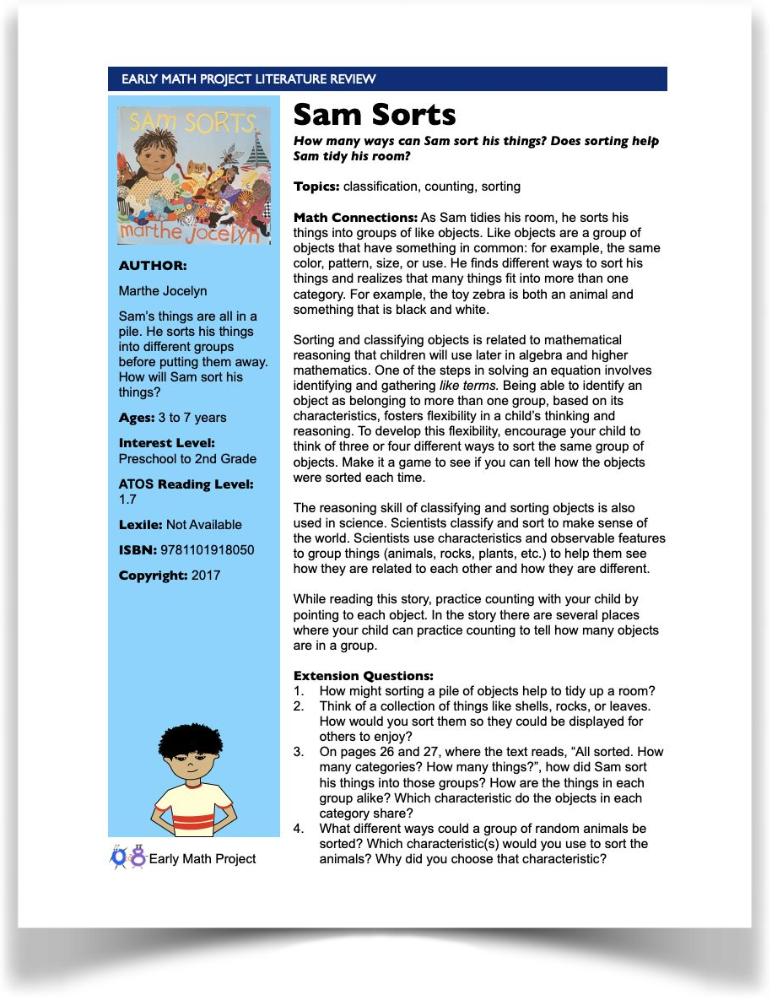 EARLY MATH PROJECT LITERATURE REVIEW
SAM SORTS
marthe jocelyn
AUTHOR:
Marthe Jocelyn
Sam's things are all in a
pile. He sorts his things
into different groups
before putting them away.
How will Sam sort his
things?
Ages: 3 to 7 years
Interest Level:
Preschool to 2nd Grade
ATOS Reading Level:
1.7
Lexile: Not Available
ISBN: 9781101918050
Copyright: 2017
Early Math Project
Sam Sorts
How many ways can Sam sort his things? Does sorting help
Sam tidy his room?
Topics: classification, counting, sorting
Math Connections: As Sam tidies his room, he sorts his
things into groups of like objects. Like objects are a group of
objects that have something in common: for example, the same
color, pattern, size, or use. He finds different ways to sort his
things and realizes that many things fit into more than one
category. For example, the toy zebra is both an animal and
something that is black and white.
Sorting and classifying objects is related to mathematical
reasoning that children will use later in algebra and higher
mathematics. One of the steps in solving an equation involves
identifying and gathering like terms. Being able to identify an
object as belonging to more than one group, based on its
characteristics, fosters flexibility in a child's thinking and
reasoning. To develop this flexibility, encourage your child to
think of three or four different ways to sort the same group of
objects. Make it a game to see if you can tell how the objects
were sorted each time.
The reasoning skill of classifying and sorting objects is also
used in science. Scientists classify and sort to make sense of
the world. Scientists use characteristics and observable features
to group things (animals, rocks, plants, etc.) to help them see
how they are related to each other and how they are different.
While reading this story, practice counting with your child by
pointing to each object. In the story there are several places
where your child can practice counting to tell how many objects
are in a group.
Extension Questions:
1. How might sorting a pile of objects help to tidy up a room?
2. Think of a collection of things like shells, rocks, or leaves.
How would you sort them so they could be displayed for
others to enjoy?
3. On pages 26 and 27, where the text reads, “All sorted. How
many categories? How many things?”, how did Sam sort
his things into those groups? How are the things in each
group alike? Which characteristic do the objects in each
category share?
4. What different ways could a group of random animals be
sorted? Which characteristic(s) would you use to sort the
animals? Why did you choose that characteristic?